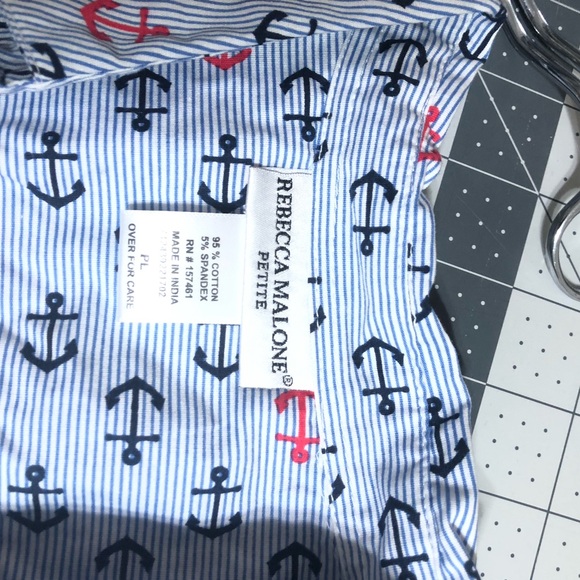 REBECCA MALONE®
PETITE
95 % COTTON
5% SPANDEX
RN # 157461
MADE IN INDIA
PL
OVER FOR CARE